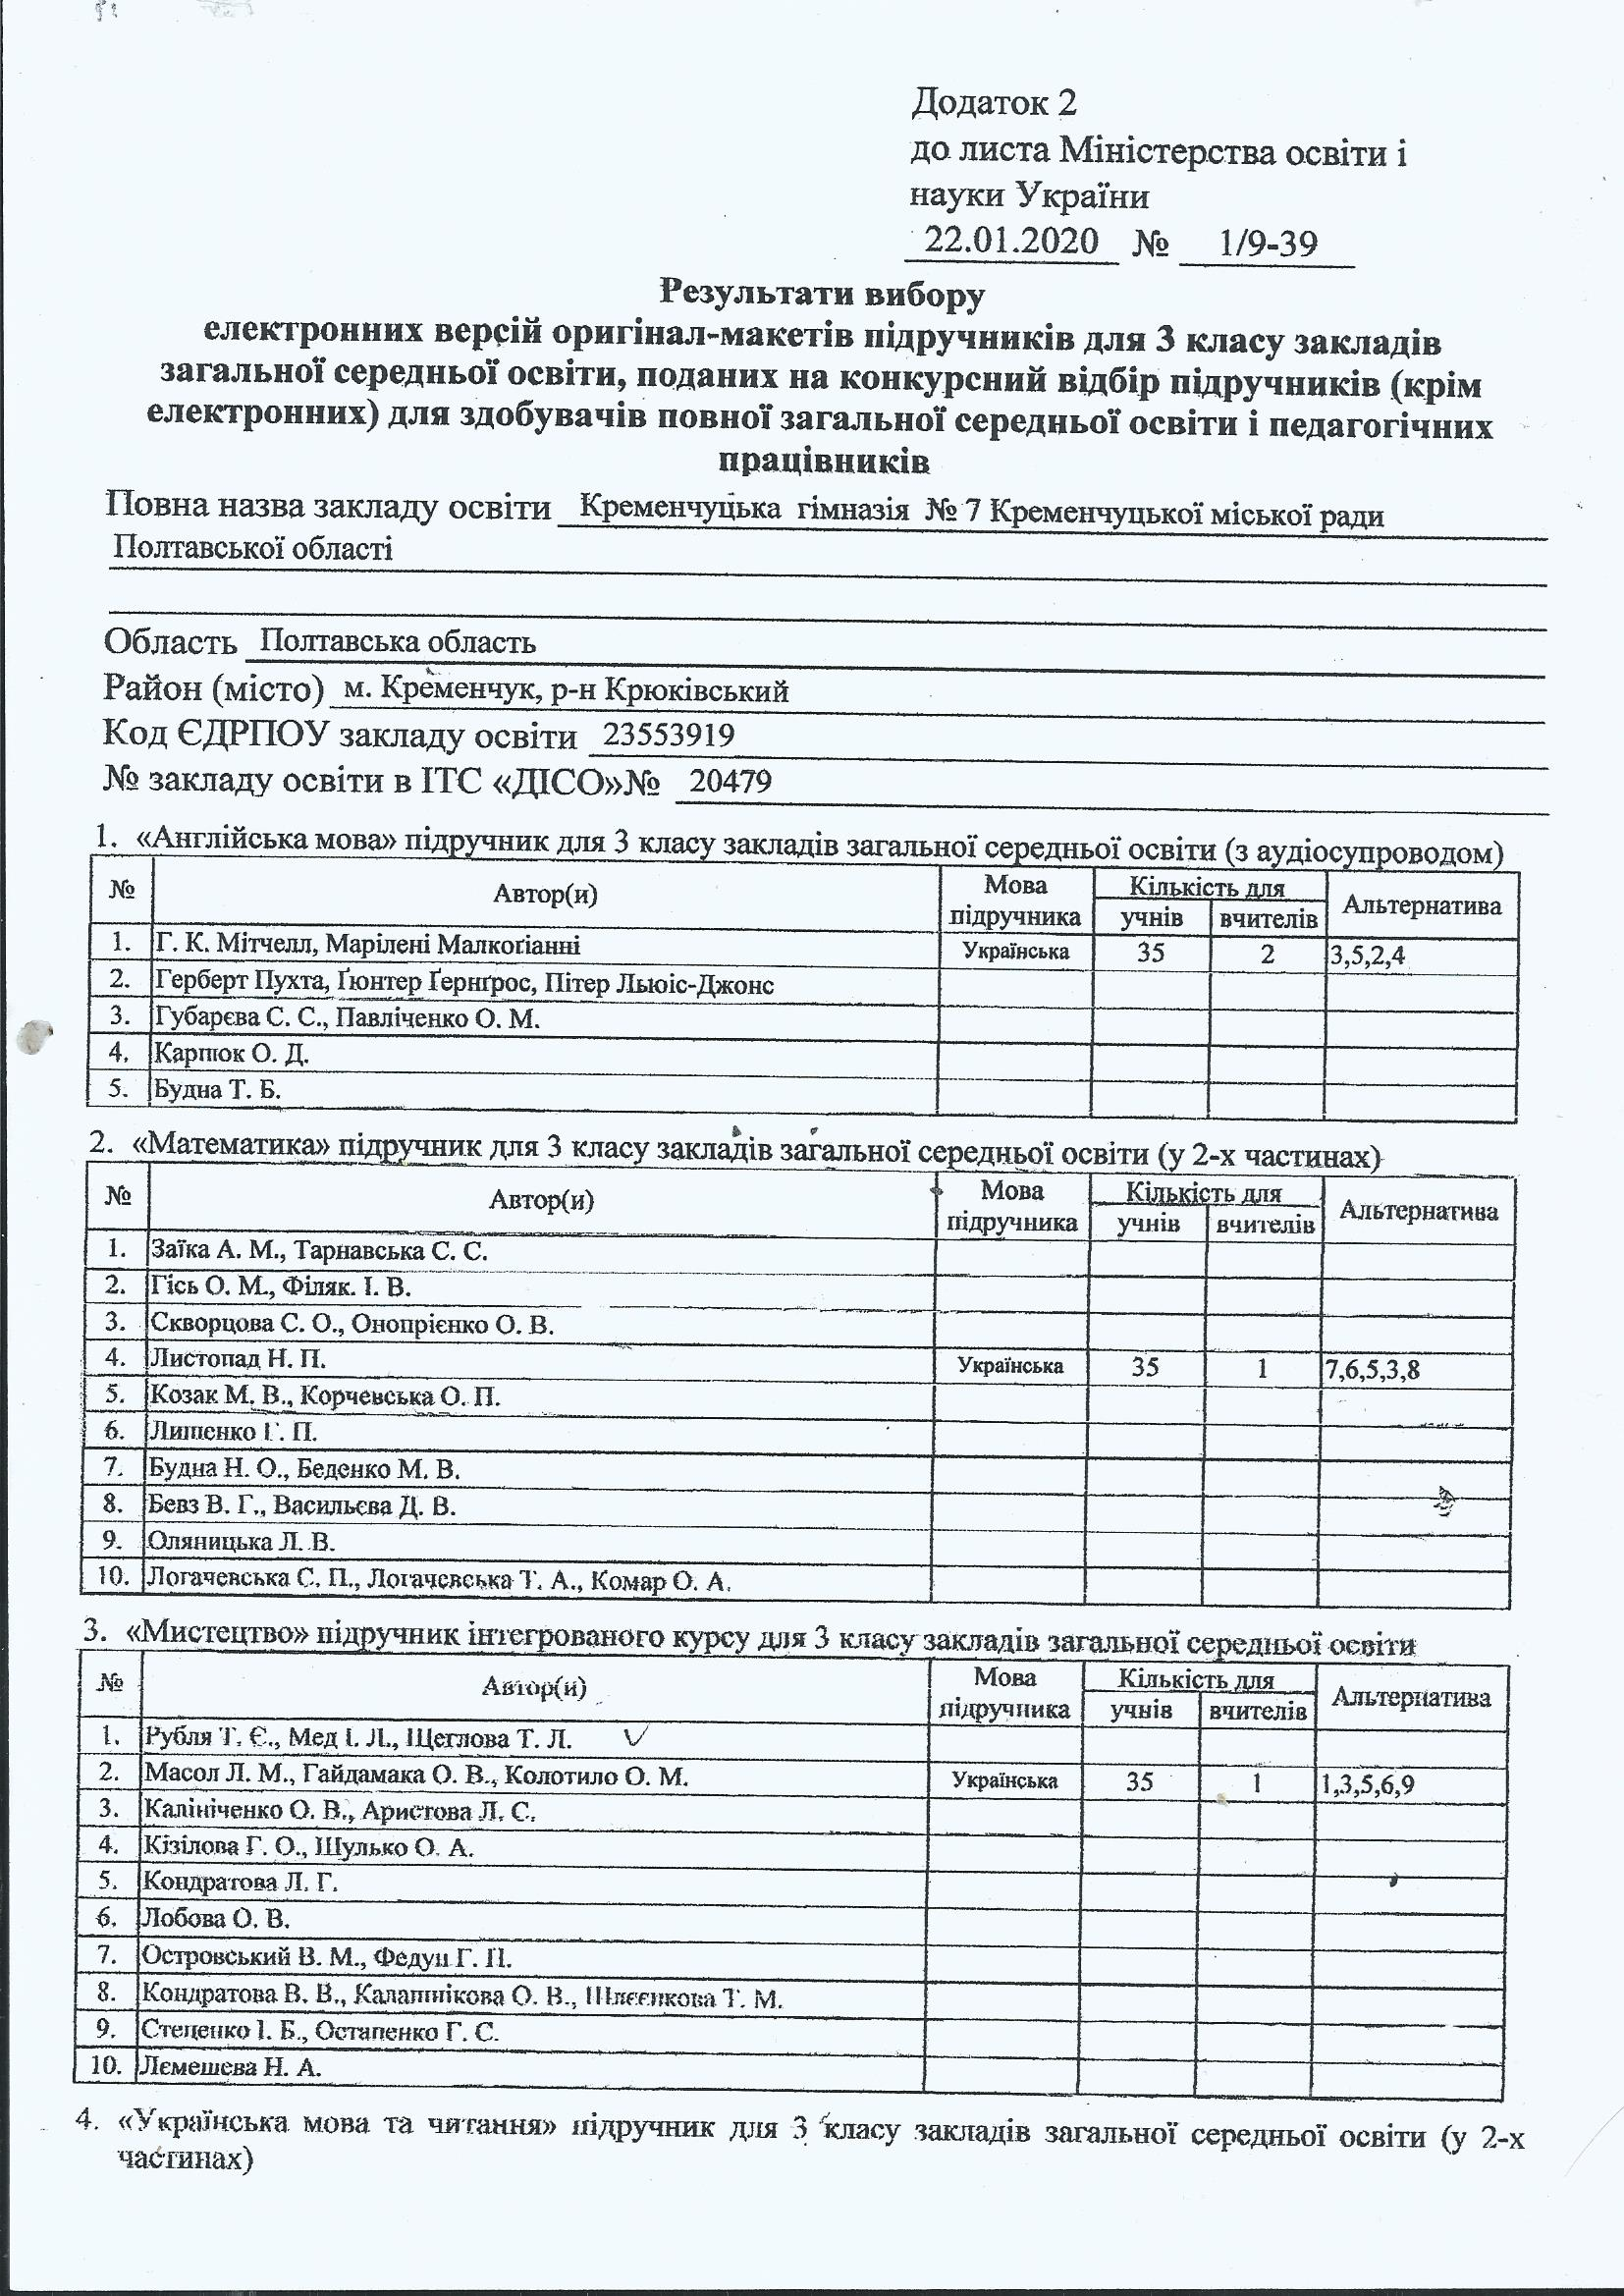 Додаток 2
до листа Міністерства освіти і
науки України
22.01.2020 № 1/9-39
Результати вибору
електронних версій оригінал-макетів підручників для 3 класу закладів
загальної середньої освіти, поданих на конкурсний відбір підручників (крім
електронних) для здобувачів повної загальної середньої освіти і педагогічних
працівників
Повна назва закладу освіти Кременчуцька гімназія № 7 Кременчуцької міської ради
Полтавської області
Область Полтавська область
Район (місто) м. Кременчук, р-н Крюківський
Код ЄДРПОУ закладу освіти 23553919
№ закладу освіти в ІТС «ДІСО»№ 20479
1. «Англійська мова» підручник для 3 класу закладів загальної середньої освіти (з аудіосупроводом)
№ Автор(и) Мова підручника Кількість для учнів вчителів Альтернатива
1. Г. К. Мітчелл, Марілені Малкогіанні Українська 35 2 3,5,2,4
2. Герберт Пухта, Ґюнтер Ґернґрос, Пітер Льюіс-Джонс
3. Губарєва С. С., Павліченко О. М.
4. Карпюк О. Д.
5. Будна Т. Б.
2. «Математика» підручник для 3 класу закладів загальної середньої освіти (у 2-х частинах)
№ Автор(и) Мова підручника Кількість для учнів вчителів Альтернатива
1. Заїка А. М., Тарнавська С. С.
2. Гісь О. М., Філяк. І. В.
3. Скворцова С. О., Онопрієнко О. В.
4. Листопад Н. П. Українська 35 1 7,6,5,3,8
5. Козак М. В., Корчевська О. П.
6. Лишенко Г. П.
7. Будна Н. О., Беденко М. В.
8. Бевз В. Г., Васильєва Д. В.
9. Оляницька Л. В.
10. Логачевська С. П., Логачевська Т. А., Комар О. А.
3. «Мистецтво» підручник інтегрованого курсу для 3 класу закладів загальної середньої освіти
№ Автор(и) Мова підручника Кількість для учнів вчителів Альтернатива
1. Рубля Т. Є., Мед І. Л., Щеглова Т. Л. ✓
2. Масол Л. М., Гайдамака О. В., Колотило О. М. Українська 35 1 1,3,5,6,9
3. Калініченко О. В., Аристова Л. С.
4. Кізілова Г. О., Шулько О. А.
5. Кондратова Л. Г.
6. Лобова О. В.
7. Островський В. М., Федун Г. П.
8. Кондратова В. В., Калашнікова О. В., Шлєєнкова Т. М.
9. Стеценко І. Б., Остапенко Г. С.
10. Лємешева Н. А.
4. «Українська мова та читання» підручник для 3 класу закладів загальної середньої освіти (у 2-х
частинах)